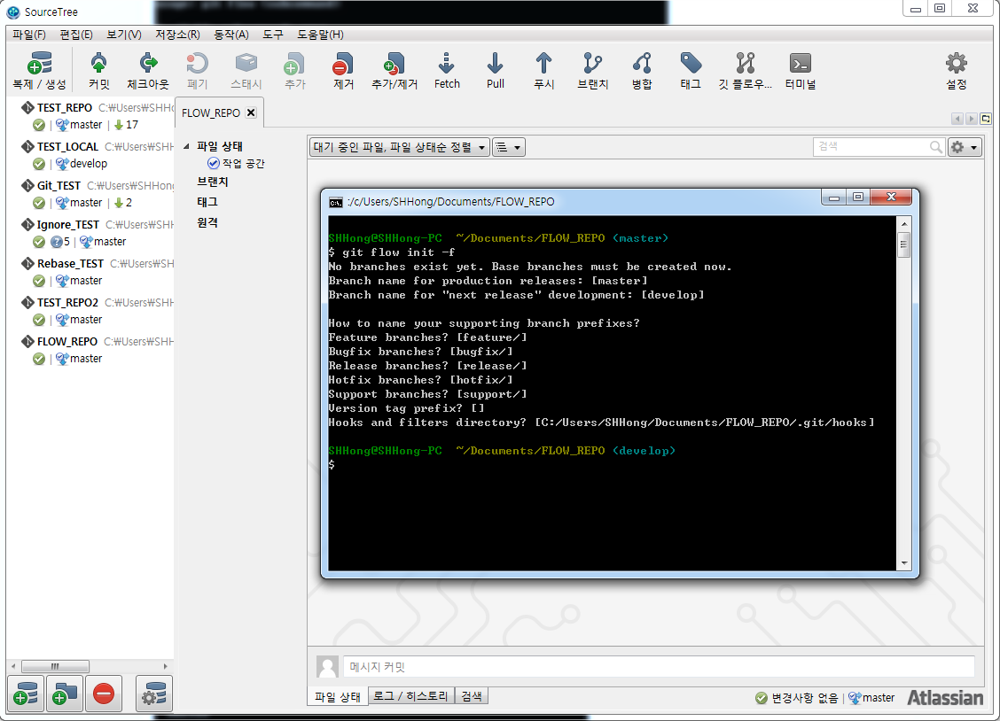 SourceTree
파일(F) 편집(E) 보기(V) 저장소(R) 동작(A) 도구 도움말(H)
복제 / 생성 커밋 체크아웃 폐기 스태시 추가 제거 추가/제거 Fetch Pull 푸시 브랜치 병합 태그 깃 플로우... 터미널 설정
TEST_REPO C:₩Users₩SHHo
master 17
TEST_LOCAL C:₩Users₩SHH
develop
Git_TEST C:₩Users₩SHHong
master 2
Ignore_TEST C:₩Users₩SHH
5 master
Rebase_TEST C:₩Users₩SHH
master
TEST_REPO2 C:₩Users₩SHH
master
FLOW_REPO C:₩Users₩SHH
master
FLOW_REPO
파일 상태
작업 공간
브랜치
태그
원격
대기 중인 파일, 파일 상태순 정렬
검색
:/c/Users/SHHong/Documents/FLOW_REPO
SHHong@SHHong-PC ~/Documents/FLOW_REPO (master)
$ git flow init -f
No branches exist yet. Base branches must be created now.
Branch name for production releases: [master]
Branch name for "next release" development: [develop]
How to name your supporting branch prefixes?
Feature branches? [feature/]
Bugfix branches? [bugfix/]
Release branches? [release/]
Hotfix branches? [hotfix/]
Support branches? [support/]
Version tag prefix? []
Hooks and filters directory? [C:/Users/SHHong/Documents/FLOW_REPO/.git/hooks]
SHHong@SHHong-PC ~/Documents/FLOW_REPO (develop)
$
메시지 커밋
파일 상태 로그 / 히스토리 검색
변경사항 없음 master Atlassian